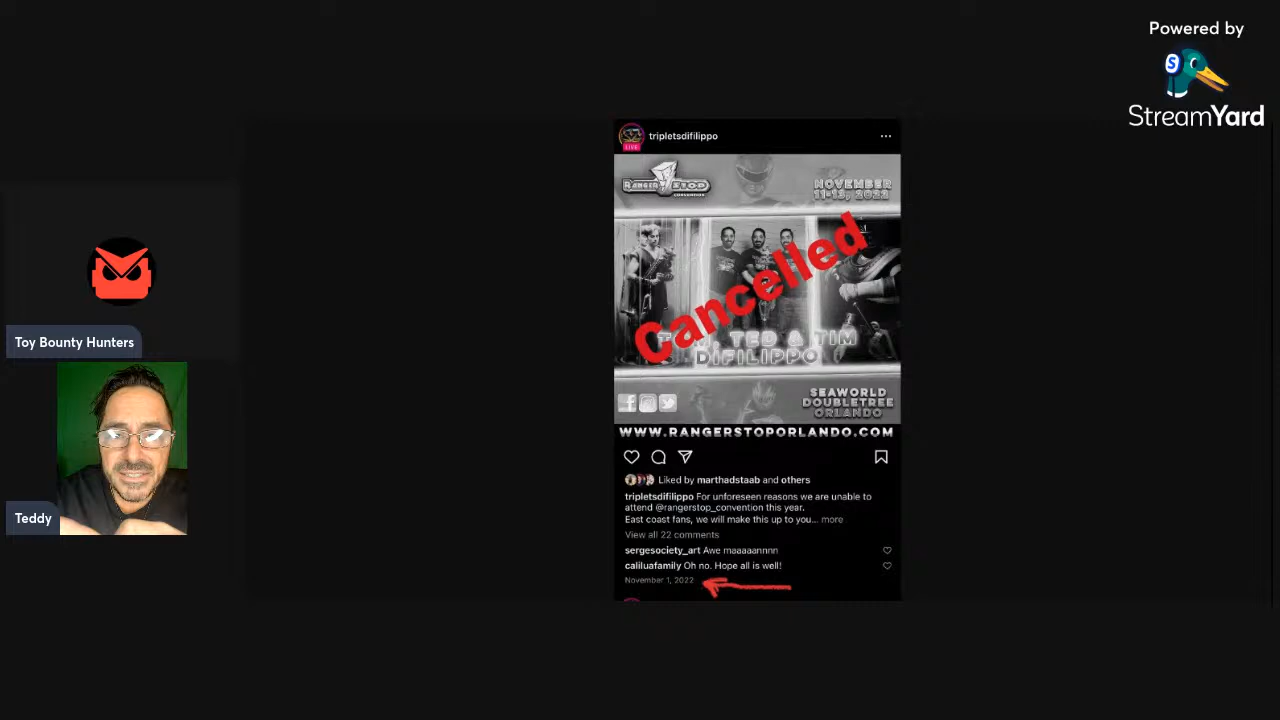 Powered by
S
StreamYard
Toy Bounty Hunters
Teddy
tripletsdifilippo
LIVE
RANGER STOP
CONVENTION
NOVEMBER
11-13, 2022
Cancelled
TED & TIM
DIFILIPPO
SEAWORLD
DOUBLETREE
ORLANDO
WWW.RANGERSTOPORLANDO.COM
Liked by marthadstaab and others
tripletsdifilippo For unforeseen reasons we are unable to
attend @rangerstop_convention this year.
East coast fans, we will make this up to you... more
View all 22 comments
sergesociety_art Awe maaaaannnn
caliluafamily Oh no. Hope all is well!
November 1, 2022